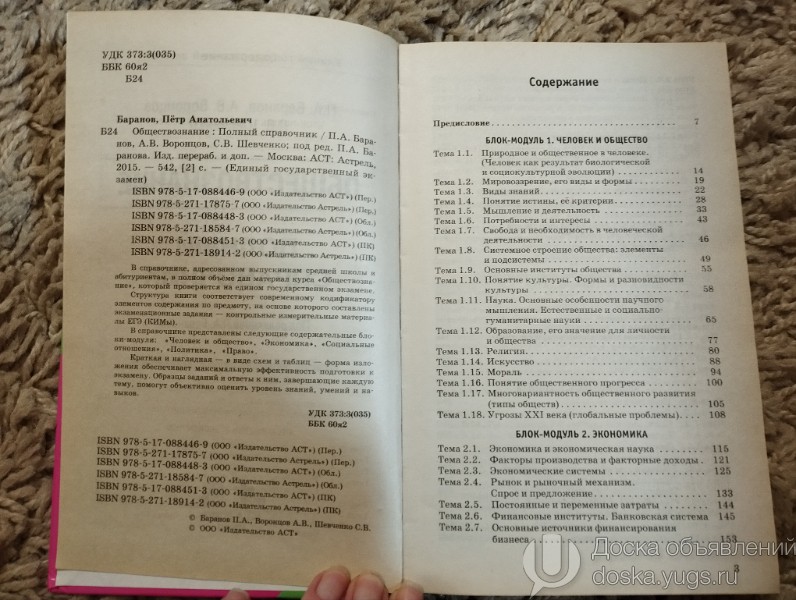 УДК 373:3(035)
ББК 60я2
Б24
Баранов, Пётр Анатольевич
Б24 Обществознание : Полный справочник / П.А. Бара-
нов, А.В. Воронцов, С.В. Шевченко; под ред. П.А. Ба-
ранова. Изд. перераб. и доп. — Москва: АСТ: Астрель,
2015. — 542, [2] с. — (Единый государственный эк-
замен)
ISBN 978-5-17-088446-9 (ООО «Издательство АСТ») (Пер.)
ISBN 978-5-271-17875-7 (ООО «Издательство Астрель») (Пер.)
ISBN 978-5-17-088448-3 (ООО «Издательство АСТ») (Обл.)
ISBN 978-5-271-18584-7 (ООО «Издательство Астрель») (Обл.)
ISBN 978-5-17-088451-3 (ООО «Издательство АСТ») (ПК)
ISBN 978-5-271-18914-2 (ООО «Издательство Астрель») (ПК)
В справочнике, адресованном выпускникам средней школы и
абитуриентам, в полном объёме дан материал курса «Обществозна-
ние», который проверяется на едином государственном экзамене.
Структура книги соответствует современному кодификатору
элементов содержания по предмету, на основе которого составлены
экзаменационные задания — контрольные измерительные материа-
лы ЕГЭ (КИМы).
В справочнике представлены следующие содержательные бло-
ки-модули: «Человек и общество», «Экономика», «Социальные
отношения», «Политика», «Право».
Краткая и наглядная — в виде схем и таблиц — форма изло-
жения обеспечивает максимальную эффективность подготовки к
экзамену. Образцы заданий и ответы к ним, завершающие каждую
тему, помогут объективно оценить уровень знаний, умений и на-
выков.
УДК 373:3(035)
ББК 60я2
ISBN 978-5-17-088446-9 (ООО «Издательство АСТ») (Пер.)
ISBN 978-5-271-17875-7 (ООО «Издательство Астрель») (Пер.)
ISBN 978-5-17-088448-3 (ООО «Издательство АСТ») (Обл.)
ISBN 978-5-271-18584-7 (ООО «Издательство Астрель») (Обл.)
ISBN 978-5-17-088451-3 (ООО «Издательство АСТ») (ПК)
ISBN 978-5-271-18914-2 (ООО «Издательство Астрель») (ПК)
© Баранов П.А., Воронцов А.В., Шевченко С.В.
© ООО «Издательство АСТ»
Содержание
Предисловие 7
БЛОК-МОДУЛЬ 1. ЧЕЛОВЕК И ОБЩЕСТВО
Тема 1.1. Природное и общественное в человеке.
(Человек как результат биологической
и социокультурной эволюции) 14
Тема 1.2. Мировоззрение, его виды и формы 19
Тема 1.3. Виды знаний 22
Тема 1.4. Понятие истины, её критерии 28
Тема 1.5. Мышление и деятельность 33
Тема 1.6. Потребности и интересы 43
Тема 1.7. Свобода и необходимость в человеческой
деятельности 46
Тема 1.8. Системное строение общества: элементы
и подсистемы 49
Тема 1.9. Основные институты общества 55
Тема 1.10. Понятие культуры. Формы и разновидности
культуры 58
Тема 1.11. Наука. Основные особенности научного
мышления. Естественные и социально-
гуманитарные науки 65
Тема 1.12. Образование, его значение для личности
и общества 77
Тема 1.13. Религии 80
Тема 1.14. Искусство 88
Тема 1.15. Мораль 94
Тема 1.16. Понятие общественного прогресса 100
Тема 1.17. Многовариантность общественного развития
(типы обществ) 105
Тема 1.18. Угрозы XXI века (глобальные проблемы) 108
БЛОК-МОДУЛЬ 2. ЭКОНОМИКА
Тема 2.1. Экономика и экономическая наука 115
Тема 2.2. Факторы производства и факторные доходы 121
Тема 2.3. Экономические системы 125
Тема 2.4. Рынок и рыночный механизм.
Спрос и предложение 133
Тема 2.5. Постоянные и переменные затраты 144
Тема 2.6. Финансовые институты. Банковская система 145
Тема 2.7. Основные источники финансирования
бизнеса 153
3
Доска объявлений
doska.yugs.ru